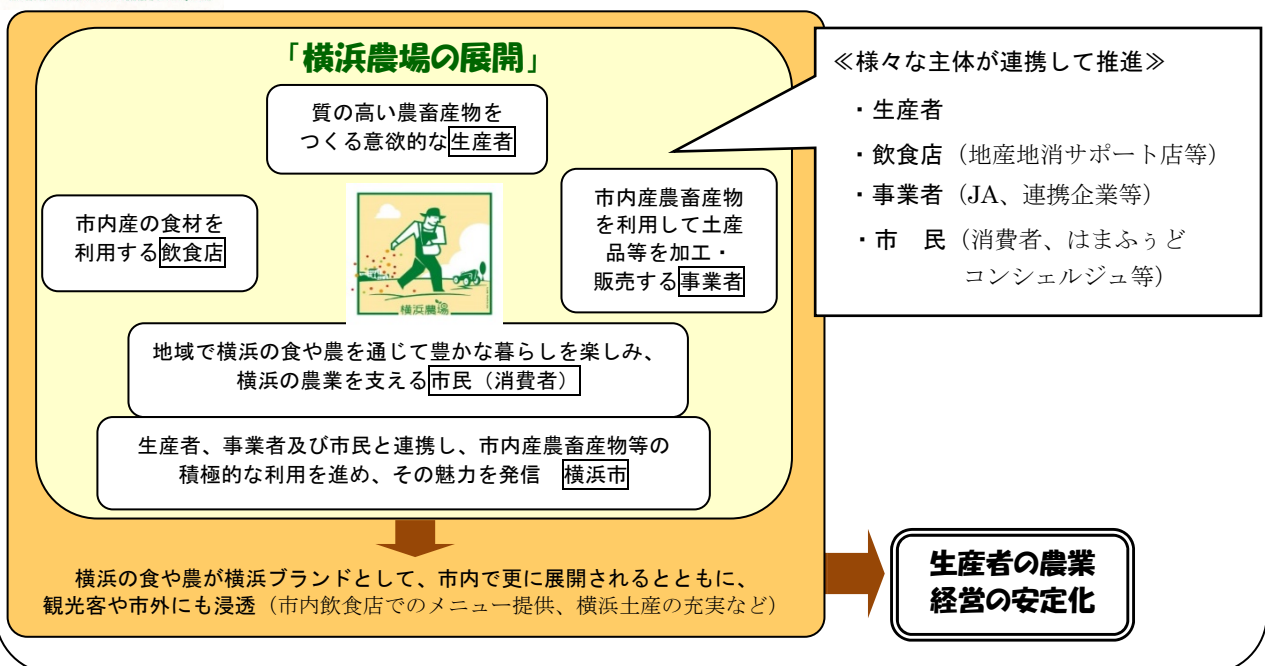 「横浜農場の展開」
質の高い農畜産物を
つくる意欲的な生産者
市内産の食材を
利用する飲食店
横浜農場
市内産農畜産物
を利用して土産
品等を加工・
販売する事業者
地域で横浜の食や農を通じて豊かな暮らしを楽しみ、
横浜の農業を支える市民（消費者）
生産者、事業者及び市民と連携し、市内産農畜産物等の
積極的な利用を進め、その魅力を発信　横浜市
≪様々な主体が連携して推進≫
・生産者
・飲食店（地産地消サポート店等）
・事業者（JA、連携企業等）
・市　民（消費者、はまふぅど
コンシェルジュ等）
横浜の食や農が横浜ブランドとして、市内で更に展開されるとともに、
観光客や市外にも浸透（市内飲食店でのメニュー提供、横浜土産の充実など）
生産者の農業
経営の安定化